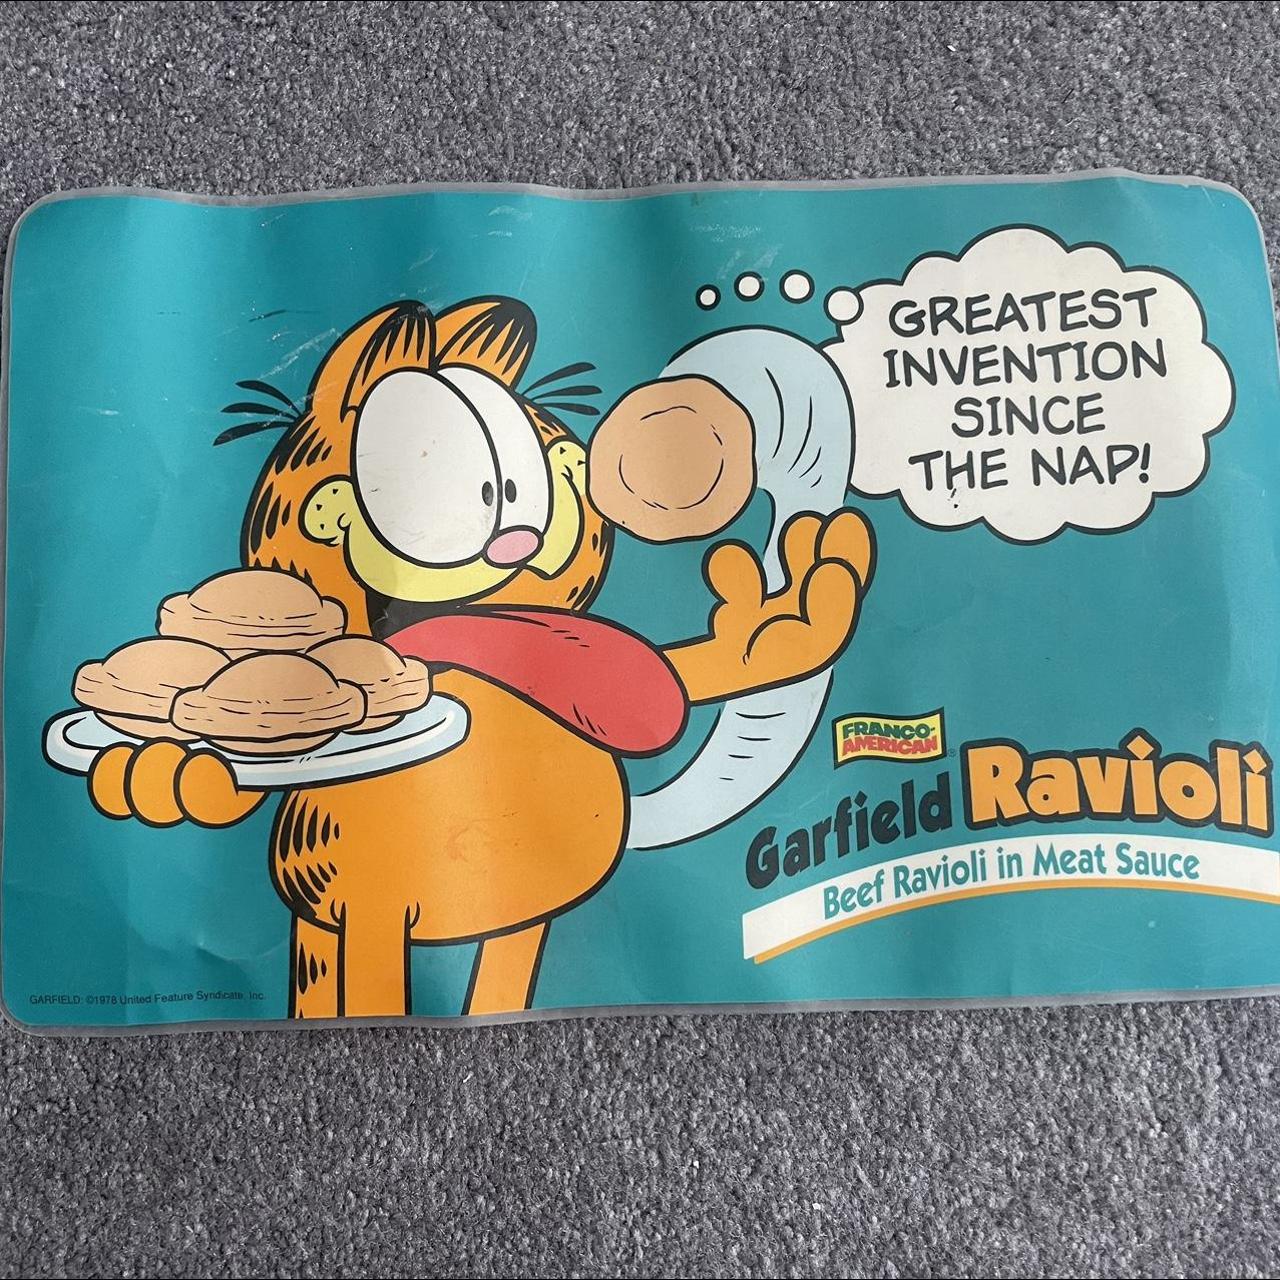 GREATEST
INVENTION
SINCE
THE NAP!
FRANCO-
AMERICAN®
Garfield Ravioli
Beef Ravioli in Meat Sauce
GARFIELD: ©1978 United Feature Syndicate, Inc.